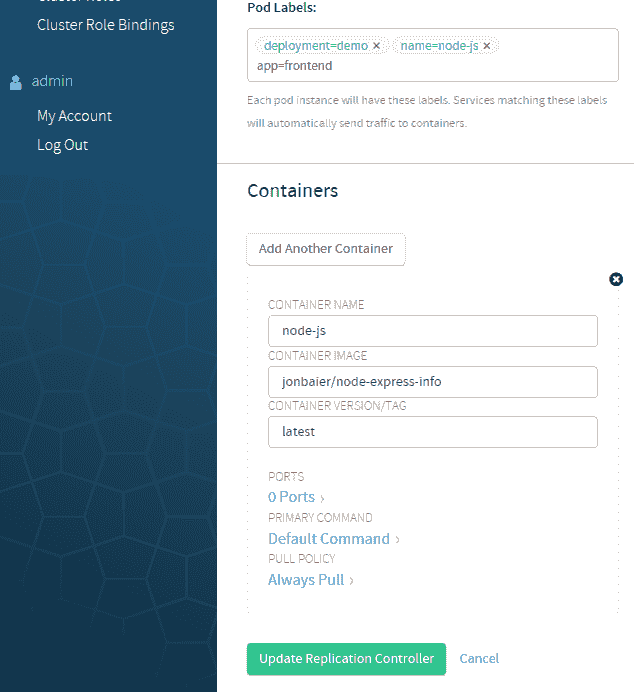 Cluster Role Bindings
admin
My Account
Log Out
Pod Labels:
deployment=demo × name=node-js ×
app=frontend
Each pod instance will have these labels. Services matching these labels
will automatically send traffic to containers.
Containers
Add Another Container
CONTAINER NAME
node-js
CONTAINER IMAGE
jonbaier/node-express-info
CONTAINER VERSION/TAG
latest
PORTS
0 Ports ›
PRIMARY COMMAND
Default Command ›
PULL POLICY
Always Pull ›
Update Replication Controller Cancel